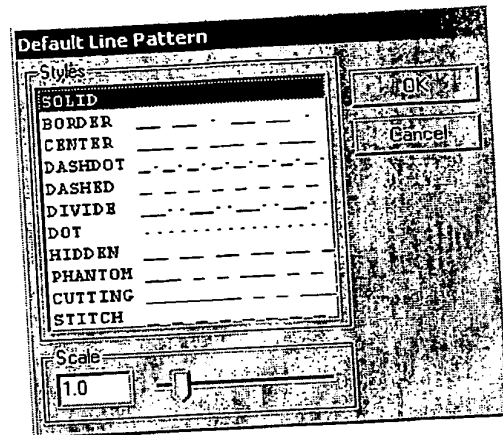 Default Line Pattern
Styles
SOLID
BORDER
CENTER
DASHDOT
DASHED
DIVIDE
DOT
HIDDEN
PHANTOM
CUTTING
STITCH
OK
Cancel
Scale
1.0